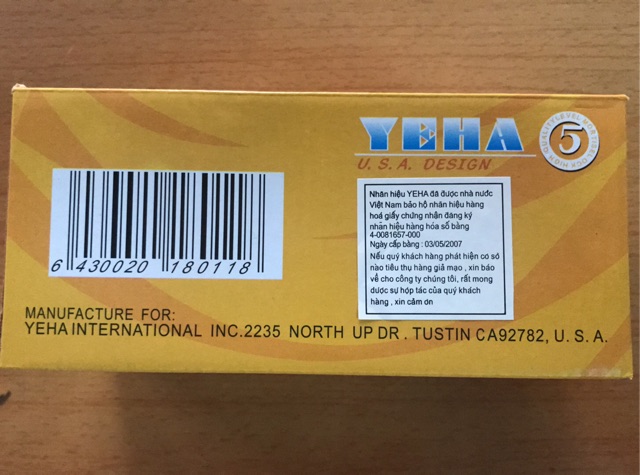 YEHA
U.S.A. DESIGN
5
Nhãn hiệu YEHA đã được nhà nước
Việt Nam bảo hộ nhãn hiệu hàng
hoá giấy chứng nhận đăng ký
nhãn hiệu hàng hóa số bằng
4-0081657-000
Ngày cấp bằng : 03/05/2007
Nếu quý khách hàng phát hiện có sỏ
nào tiêu thụ hàng giả mạo , xin báo
về cho công ty chúng tôi, rất mong
được sự hợp tác của quý khách
hàng , xin cảm ơn
6 430020 180118
MANUFACTURE FOR:
YEHA INTERNATIONAL INC.2235 NORTH UP DR . TUSTIN CA92782, U. S. A.